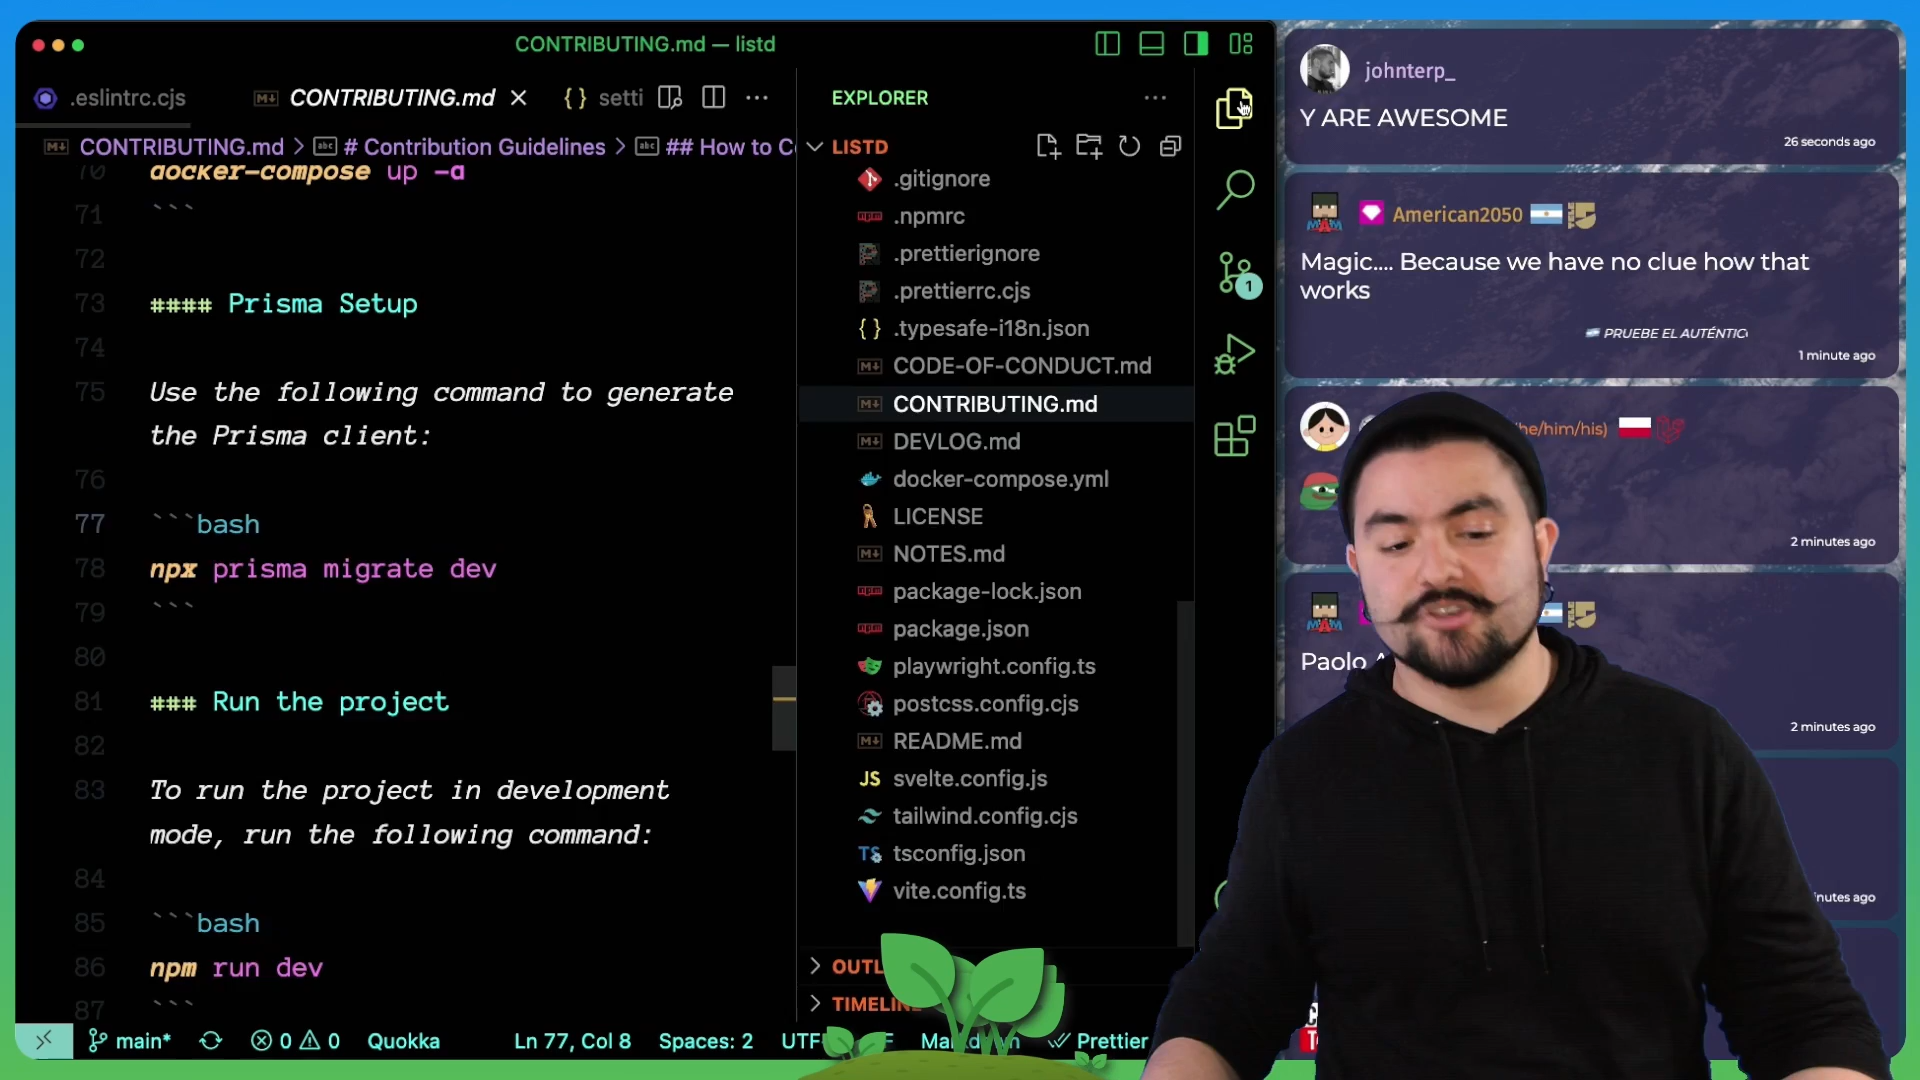 CONTRIBUTING.md — listd
.eslintrc.cjs
CONTRIBUTING.md
setti
CONTRIBUTING.md > # Contribution Guidelines > ## How to C
70 docker-compose up -d
71 ```
72
73 #### Prisma Setup
74
75 Use the following command to generate
the Prisma client:
76
77 ```bash
78 npx prisma migrate dev
79 ```
80
81 ### Run the project
82
83 To run the project in development
mode, run the following command:
84
85 ```bash
86 npm run dev
87 ```
EXPLORER
LISTD
.gitignore
.npmrc
.prettierignore
.prettierrc.cjs
{ } .typesafe-i18n.json
CODE-OF-CONDUCT.md
CONTRIBUTING.md
DEVLOG.md
docker-compose.yml
LICENSE
NOTES.md
package-lock.json
package.json
playwright.config.ts
postcss.config.cjs
README.md
JS svelte.config.js
tailwind.config.cjs
TS tsconfig.json
vite.config.ts
OUTL
TIMELINE
1
main*
0 0
Quokka
Ln 77, Col 8
Spaces: 2
UTF
F
Prettier
johnterp_
Y ARE AWESOME
26 seconds ago
American2050
Magic.... Because we have no clue how that
works
PRUEBE EL AUTÉNTIC
1 minute ago
/he/him/his)
2 minutes ago
Paolo
2 minutes ago
nutes ago